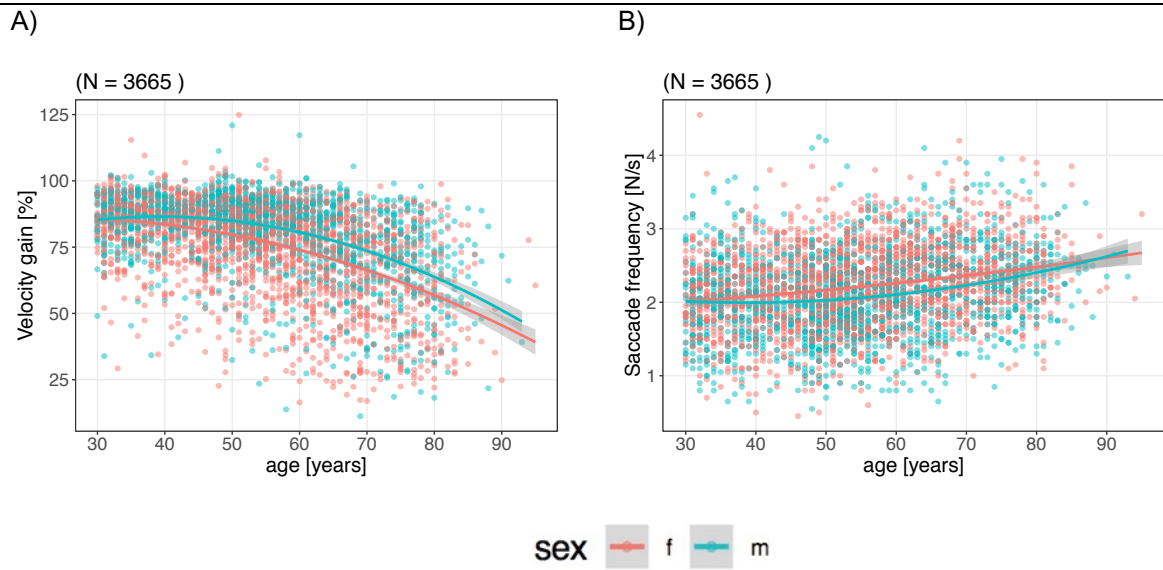 A)
B)
(N = 3665 )
(N = 3665 )
125
100
75
50
25
Velocity gain [%]
30 40 50 60 70 80 90
age [years]
4
3
2
1
Saccade frequency [N/s]
30 40 50 60 70 80 90
age [years]
sex f m